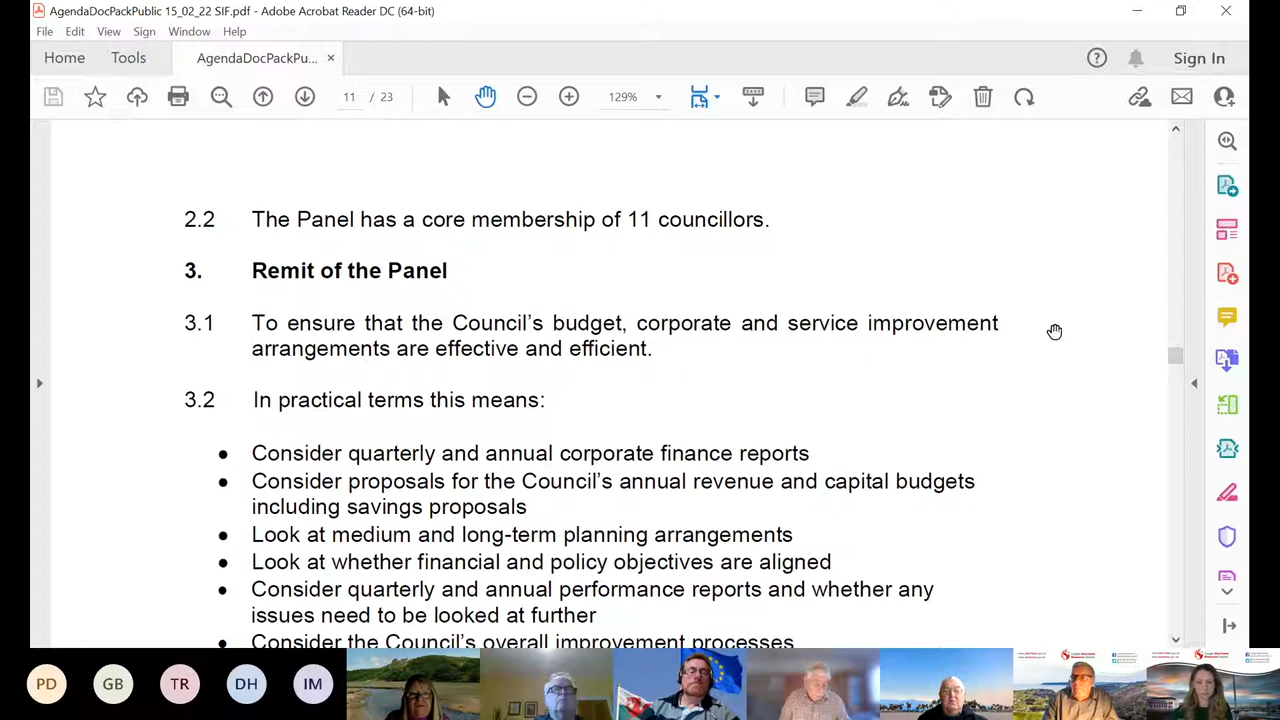 AgendaDocPackPublic 15_02_22 SIF.pdf - Adobe Acrobat Reader DC (64-bit)
File Edit View Sign Window Help
Home Tools AgendaDocPackPu... ×
Sign In
11 / 23 129%
2.2 The Panel has a core membership of 11 councillors.
3. Remit of the Panel
3.1 To ensure that the Council's budget, corporate and service improvement
arrangements are effective and efficient.
3.2 In practical terms this means:
● Consider quarterly and annual corporate finance reports
● Consider proposals for the Council's annual revenue and capital budgets
including savings proposals
● Look at medium and long-term planning arrangements
● Look at whether financial and policy objectives are aligned
● Consider quarterly and annual performance reports and whether any
issues need to be looked at further
● Consider the Council's overall improvement processes
PD GB TR DH IM